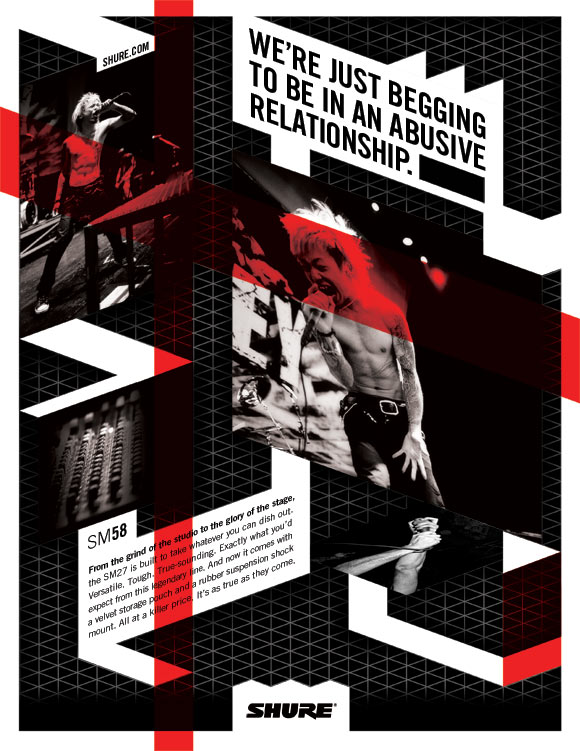 SHURE.COM
WE'RE JUST BEGGING
TO BE IN AN ABUSIVE
RELATIONSHIP.
EY
SM58
From the grind of the studio to the glory of the stage,
the SM27 is built to take whatever you can dish out.
Versatile. Tough. True-sounding. Exactly what you'd
expect from this legendary line. And now it comes with
a velvet storage pouch and a rubber suspension shock
mount. All at a killer price. It's as true as they come.
SHURE®